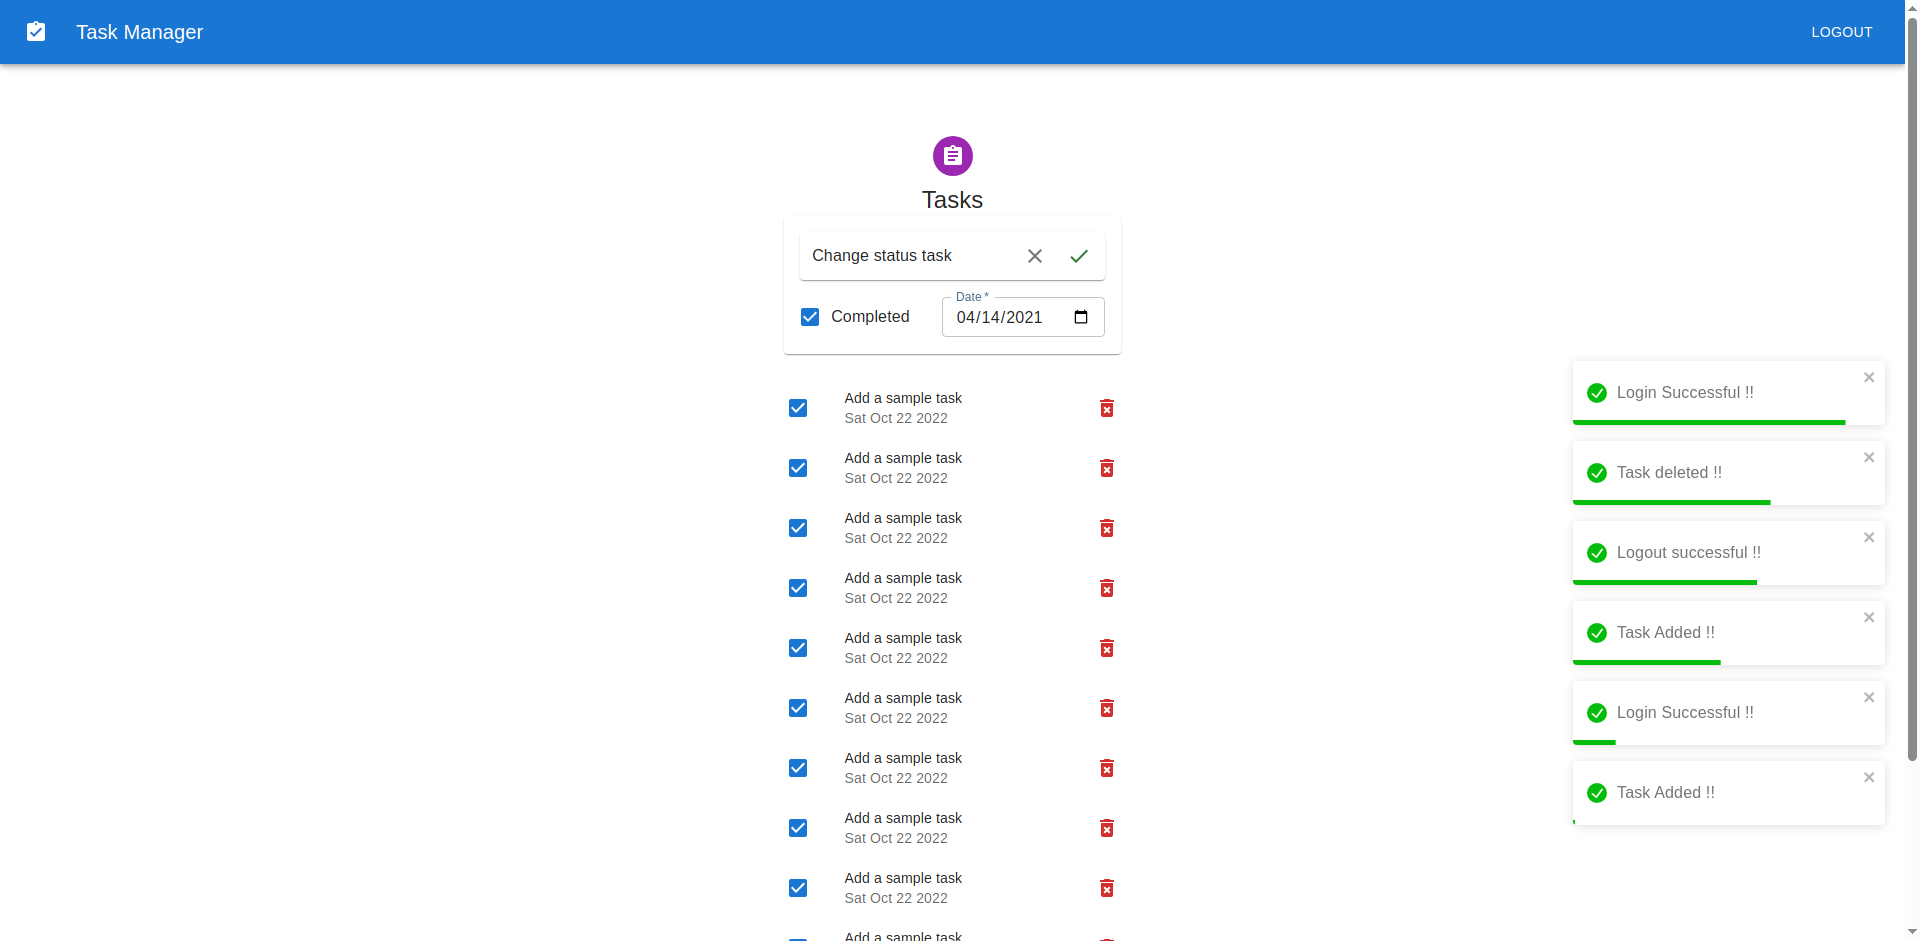 Task Manager
LOGOUT
Tasks
Change status task
Date *
Completed
04/14/2021
Add a sample task
Sat Oct 22 2022
Add a sample task
Sat Oct 22 2022
Add a sample task
Sat Oct 22 2022
Add a sample task
Sat Oct 22 2022
Add a sample task
Sat Oct 22 2022
Add a sample task
Sat Oct 22 2022
Add a sample task
Sat Oct 22 2022
Add a sample task
Sat Oct 22 2022
Add a sample task
Sat Oct 22 2022
Add a sample task
Login Successful !!
Task deleted !!
Logout successful !!
Task Added !!
Login Successful !!
Task Added !!